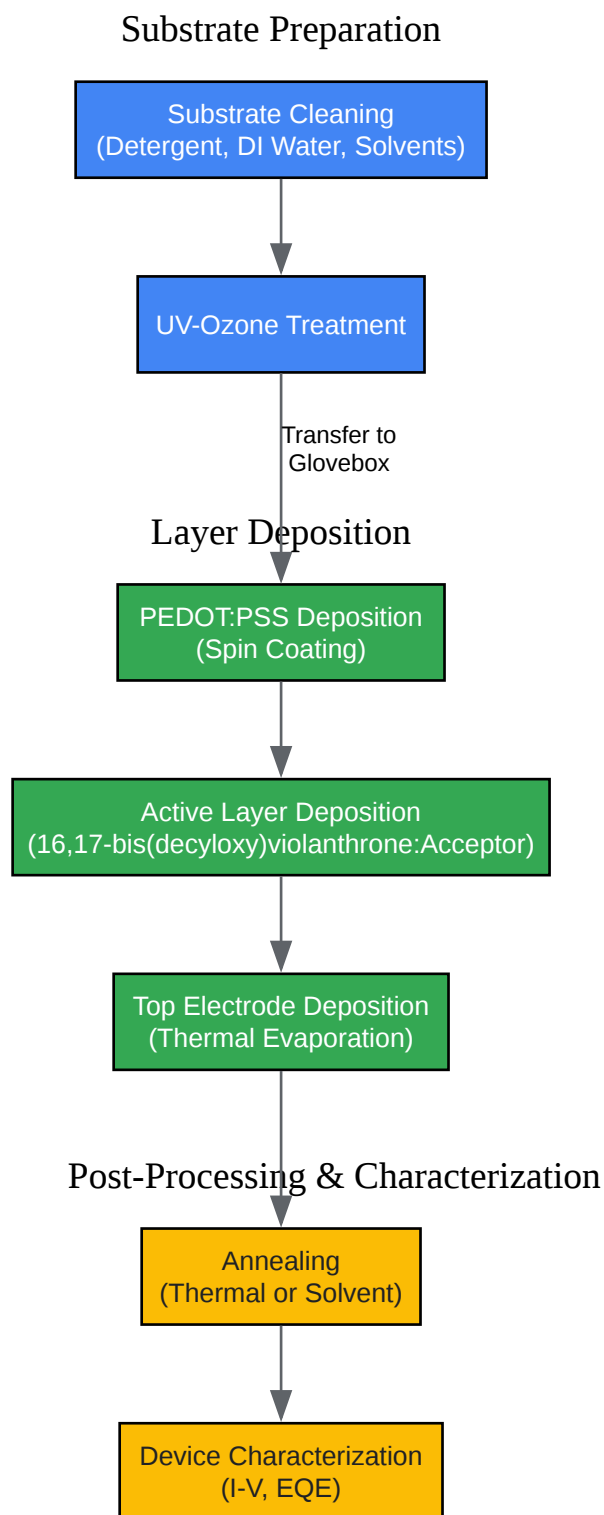 Substrate Preparation
Substrate Cleaning
(Detergent, DI Water, Solvents)
UV-Ozone Treatment
Transfer to
Glovebox
Layer Deposition
PEDOT:PSS Deposition
(Spin Coating)
Active Layer Deposition
(16,17-bis(decyloxy)violanthrone:Acceptor)
Top Electrode Deposition
(Thermal Evaporation)
Post-Processing & Characterization
Annealing
(Thermal or Solvent)
Device Characterization
(I-V, EQE)